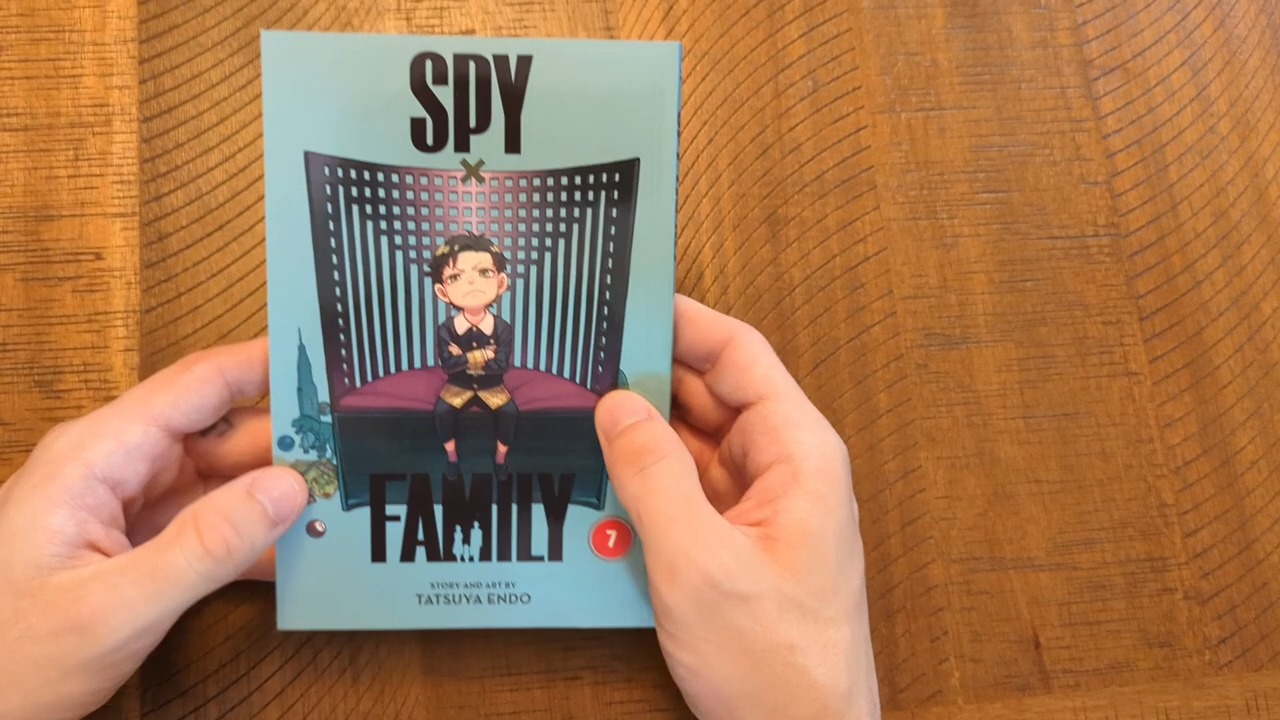 SPY
×
FAMILY
7
STORY AND ART BY
TATSUYA ENDO